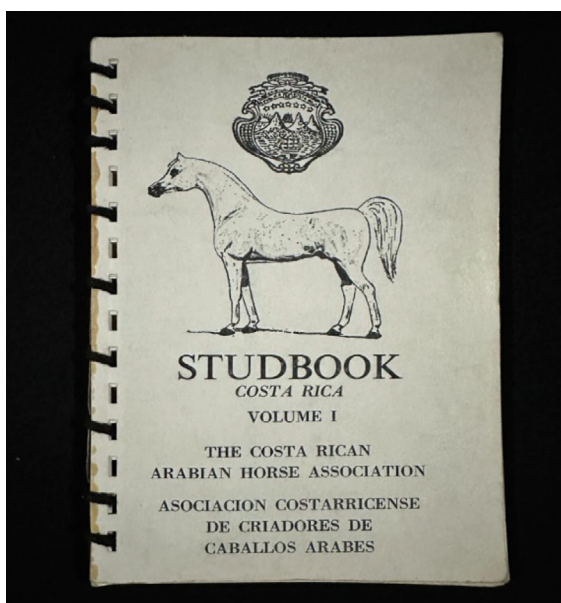 STUDBOOK
COSTA RICA
VOLUME I
THE COSTA RICAN
ARABIAN HORSE ASSOCIATION
ASOCIACION COSTARRICENSE
DE CRIADORES DE
CABALLOS ARABES